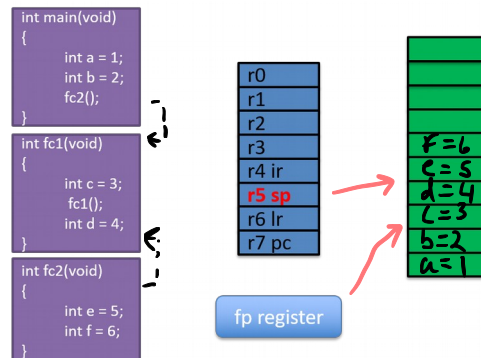 int main(void)
{
int a = 1;
int b = 2;
fc2();
}
int fc1(void)
{
int c = 3;
fc1();
int d = 4;
}
int fc2(void)
{
int e = 5;
int f = 6;
}
r0
r1
r2
r3
r4 ir
r5 sp
r6 lr
r7 pc
fp register
F=6
e=5
d=4
c=3
b=2
a=1